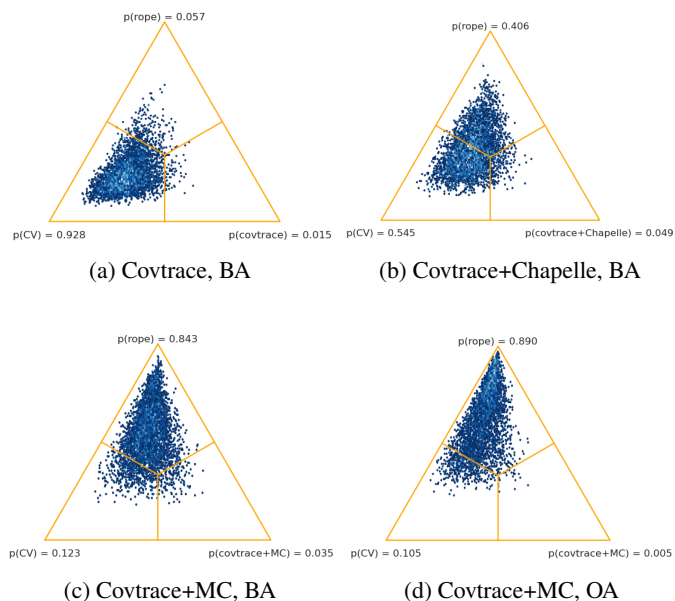 p(rope) = 0.057
p(CV) = 0.928
p(covtrace) = 0.015
(a) Covtrace, BA
p(rope) = 0.406
p(CV) = 0.545
p(covtrace+Chapelle) = 0.049
(b) Covtrace+Chapelle, BA
p(rope) = 0.843
p(CV) = 0.123
p(covtrace+MC) = 0.035
(c) Covtrace+MC, BA
p(rope) = 0.890
p(CV) = 0.105
p(covtrace+MC) = 0.005
(d) Covtrace+MC, OA